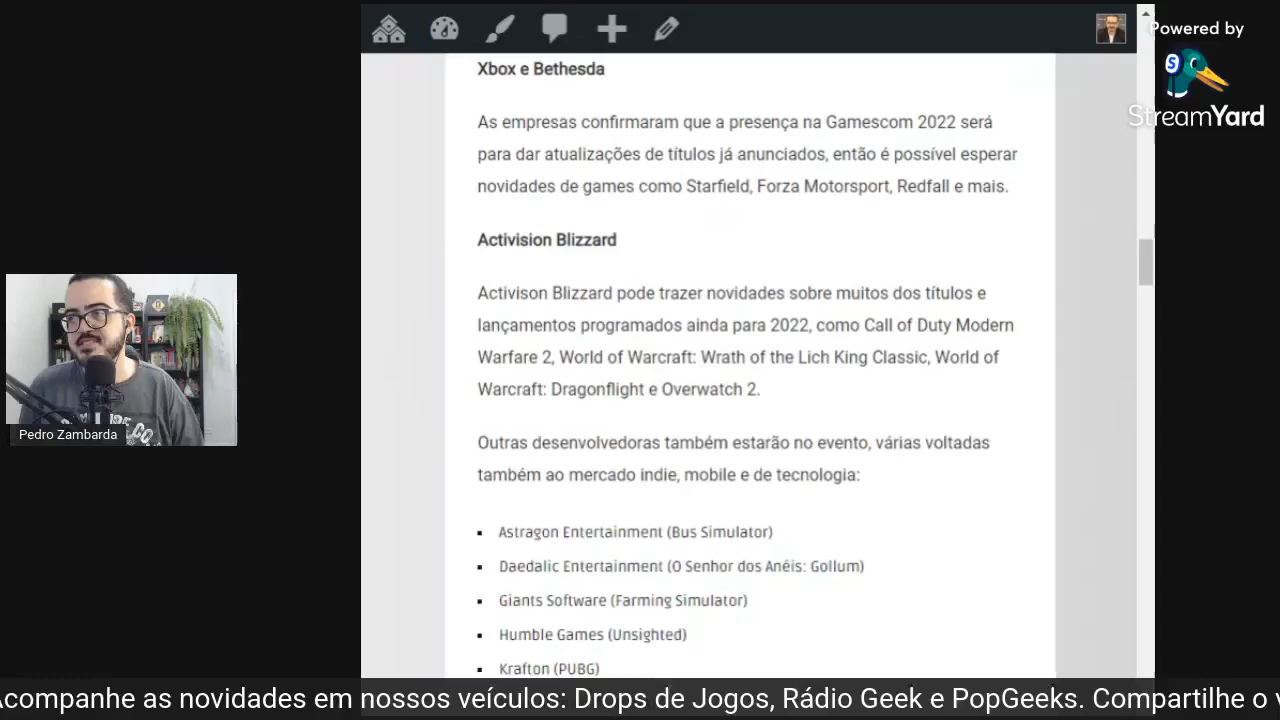 Powered by
StreamYard
Xbox e Bethesda
As empresas confirmaram que a presença na Gamescom 2022 será
para dar atualizações de títulos já anunciados, então é possível esperar
novidades de games como Starfield, Forza Motorsport, Redfall e mais.
Activision Blizzard
Activison Blizzard pode trazer novidades sobre muitos dos títulos e
lançamentos programados ainda para 2022, como Call of Duty Modern
Warfare 2, World of Warcraft: Wrath of the Lich King Classic, World of
Warcraft: Dragonflight e Overwatch 2.
Outras desenvolvedoras também estarão no evento, várias voltadas
também ao mercado indie, mobile e de tecnologia:
▪ Astragon Entertainment (Bus Simulator)
▪ Daedalic Entertainment (O Senhor dos Anéis: Gollum)
▪ Giants Software (Farming Simulator)
▪ Humble Games (Unsighted)
▪ Krafton (PUBG)
Pedro Zambarda
Acompanhe as novidades em nossos veículos: Drops de Jogos, Rádio Geek e PopGeeks. Compartilhe o